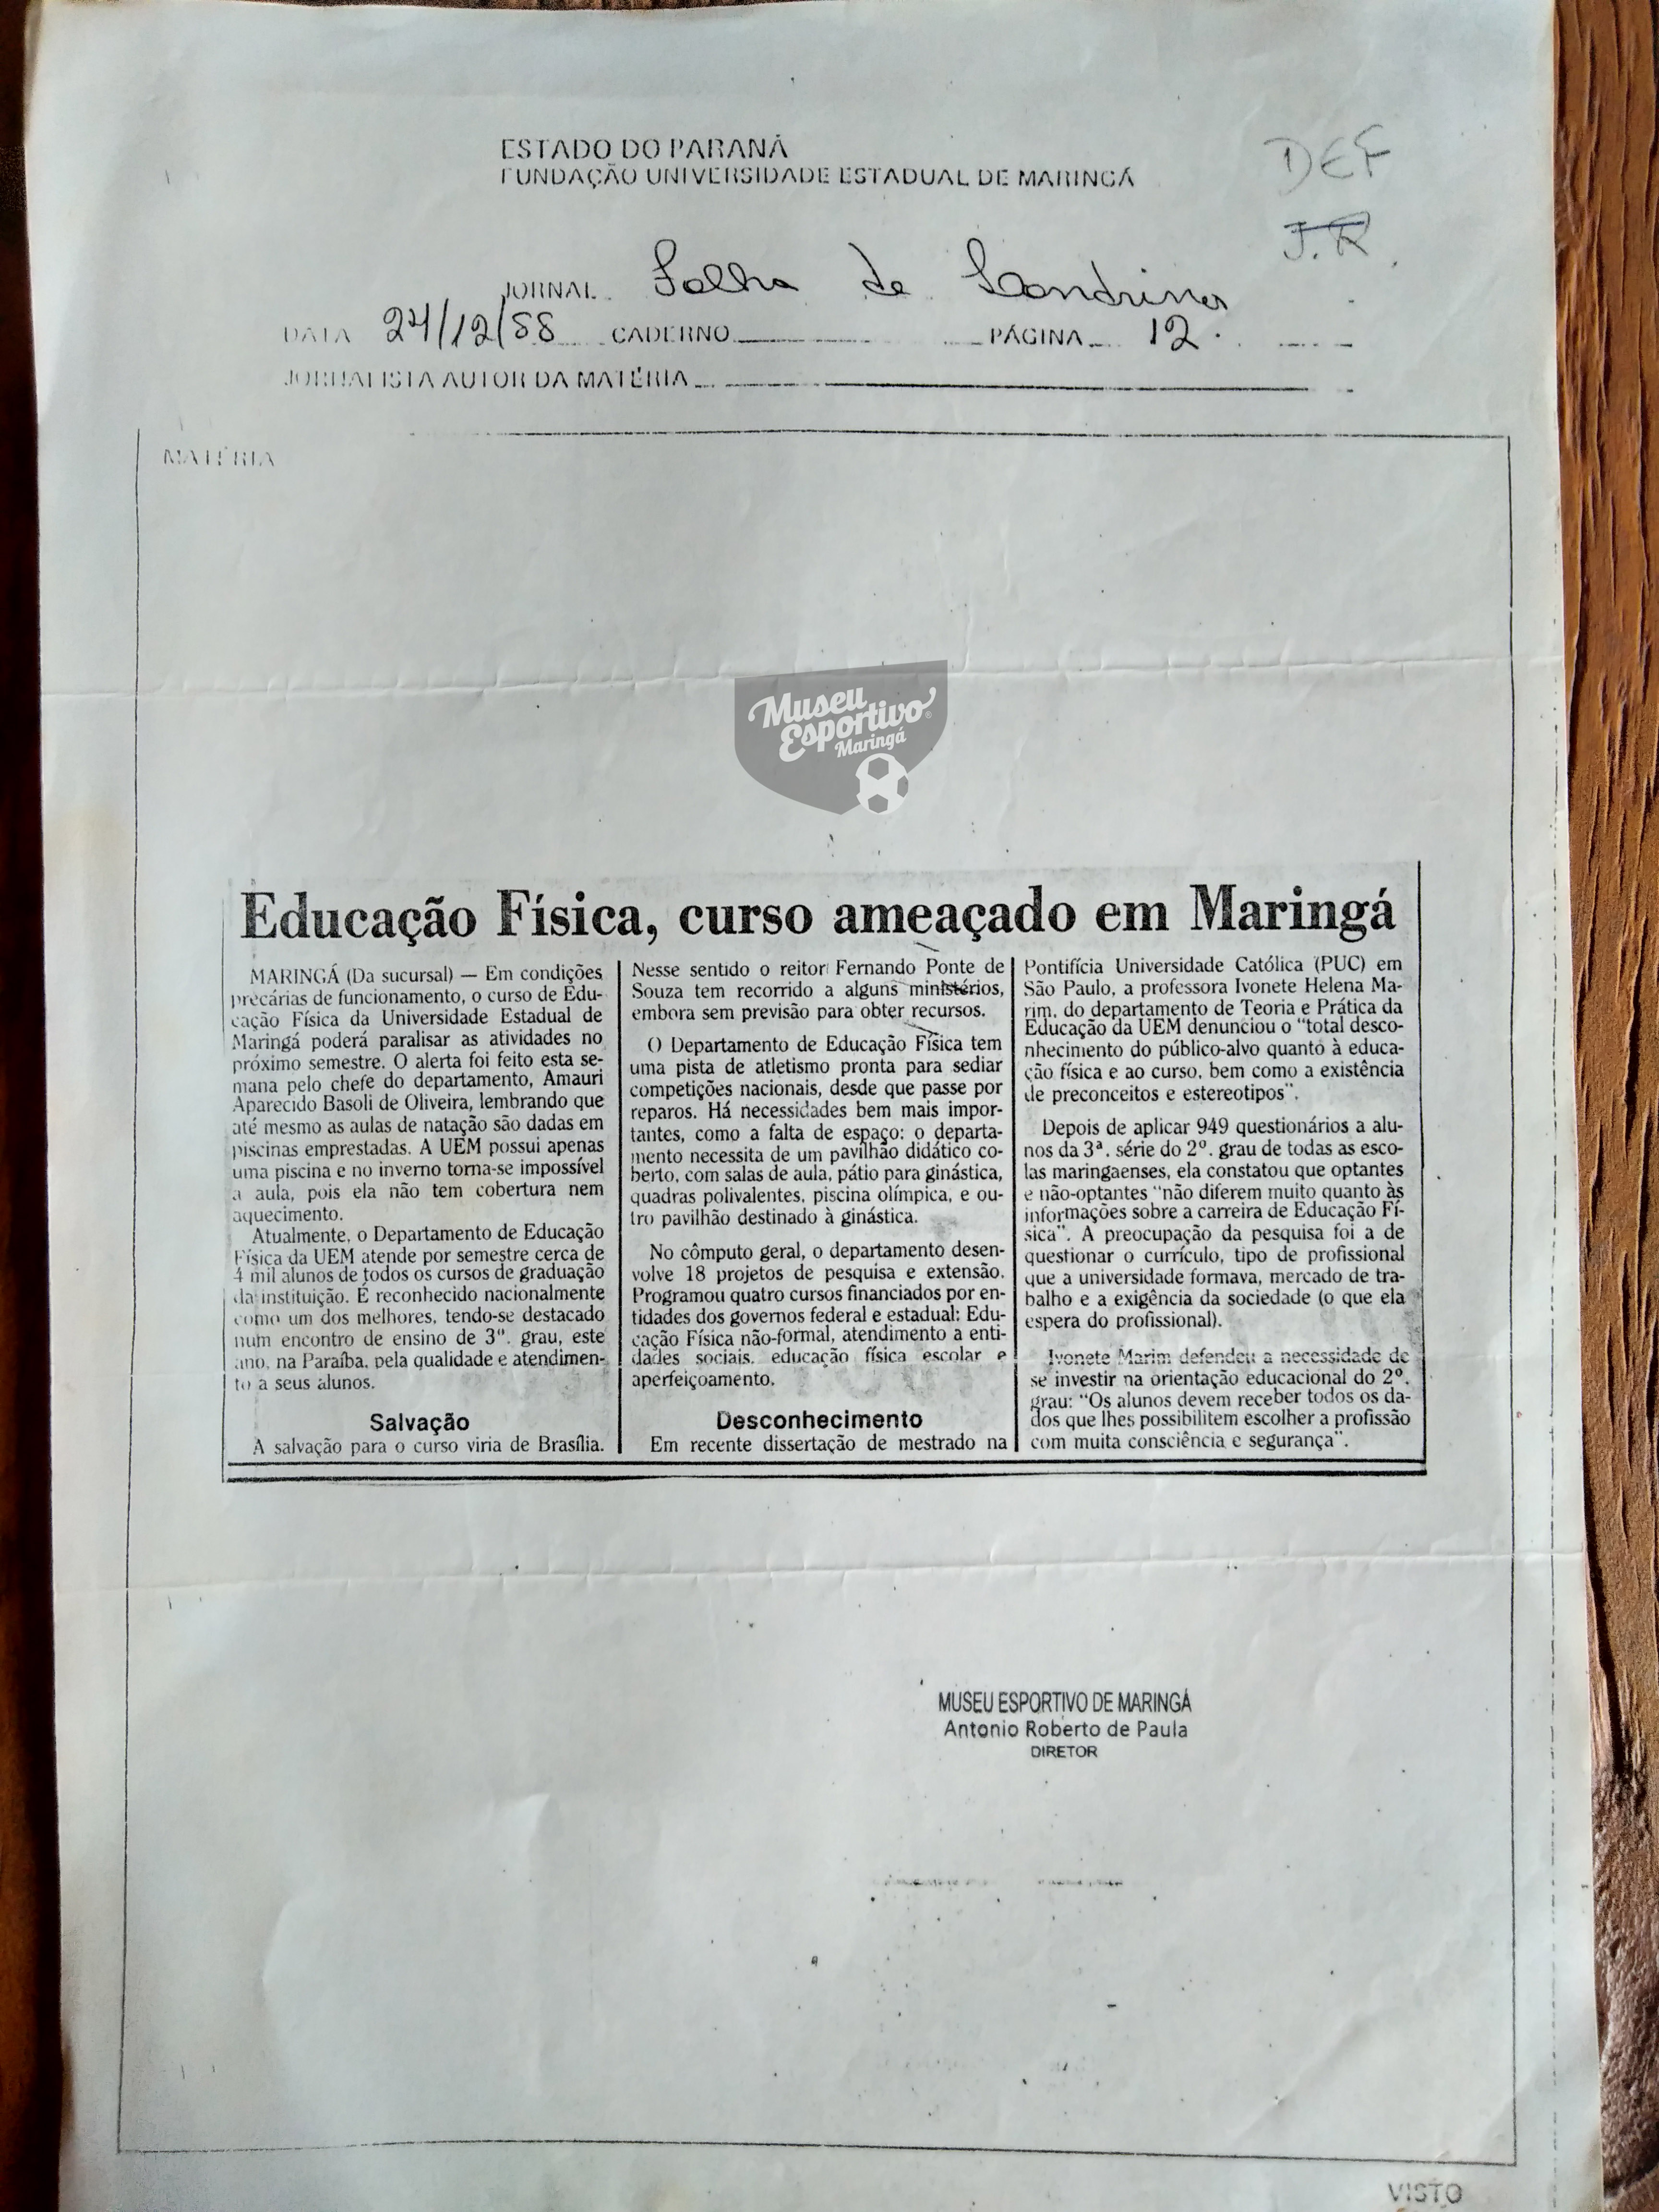 ESTADO DO PARANÁ
FUNDAÇÃO UNIVERSIDADE ESTADUAL DE MARINGÁ
DEF
J.R.
JORNAL Folha de Londrina
DATA 24/12/88 CADERNO PÁGINA 12.
JORNALISTA AUTOR DA MATÉRIA
MATÉRIA
Museu
Esportivo®
Maringá
Educação Física, curso ameaçado em Maringá
MARINGÁ (Da sucursal) — Em condições
precárias de funcionamento, o curso de Edu-
cação Física da Universidade Estadual de
Maringá poderá paralisar as atividades no
próximo semestre. O alerta foi feito esta se-
mana pelo chefe do departamento, Amauri
Aparecido Basoli de Oliveira, lembrando que
até mesmo as aulas de natação são dadas em
piscinas emprestadas. A UEM possui apenas
uma piscina e no inverno torna-se impossível
a aula, pois ela não tem cobertura nem
aquecimento.
Atualmente, o Departamento de Educação
Física da UEM atende por semestre cerca de
4 mil alunos de todos os cursos de graduação
da instituição. É reconhecido nacionalmente
como um dos melhores, tendo-se destacado
num encontro de ensino de 3º. grau, este
ano, na Paraíba, pela qualidade e atendimen-
to a seus alunos.
Salvação
A salvação para o curso viria de Brasília.
Nesse sentido o reitor Fernando Ponte de
Souza tem recorrido a alguns ministérios,
embora sem previsão para obter recursos.
O Departamento de Educação Física tem
uma pista de atletismo pronta para sediar
competições nacionais, desde que passe por
reparos. Há necessidades bem mais impor-
tantes, como a falta de espaço: o departa-
mento necessita de um pavilhão didático co-
berto, com salas de aula, pátio para ginástica,
quadras polivalentes, piscina olímpica, e ou-
tro pavilhão destinado à ginástica.
No cômputo geral, o departamento desen-
volve 18 projetos de pesquisa e extensão.
Programou quatro cursos financiados por en-
tidades dos governos federal e estadual: Edu-
cação Física não-formal, atendimento a enti-
dades sociais, educação física escolar e
aperfeiçoamento.
Desconhecimento
Em recente dissertação de mestrado na
Pontifícia Universidade Católica (PUC) em
São Paulo, a professora Ivonete Helena Ma-
rim, do departamento de Teoria e Prática da
Educação da UEM denunciou o "total desco-
nhecimento do público-alvo quanto à educa-
ção física e ao curso, bem como a existência
de preconceitos e estereotipos".
Depois de aplicar 949 questionários a alu-
nos da 3ª. série do 2º. grau de todas as esco-
las maringaenses, ela constatou que optantes
e não-optantes "não diferem muito quanto às
informações sobre a carreira de Educação Fí-
sica". A preocupação da pesquisa foi a de
questionar o currículo, tipo de profissional
que a universidade formava, mercado de tra-
balho e a exigência da sociedade (o que ela
espera do profissional).
Ivonete Marim defendeu a necessidade de
se investir na orientação educacional do 2º.
grau: "Os alunos devem receber todos os da-
dos que lhes possibilitem escolher a profissão
com muita consciência e segurança".
MUSEU ESPORTIVO DE MARINGÁ
Antonio Roberto de Paula
DIRETOR
VISTO